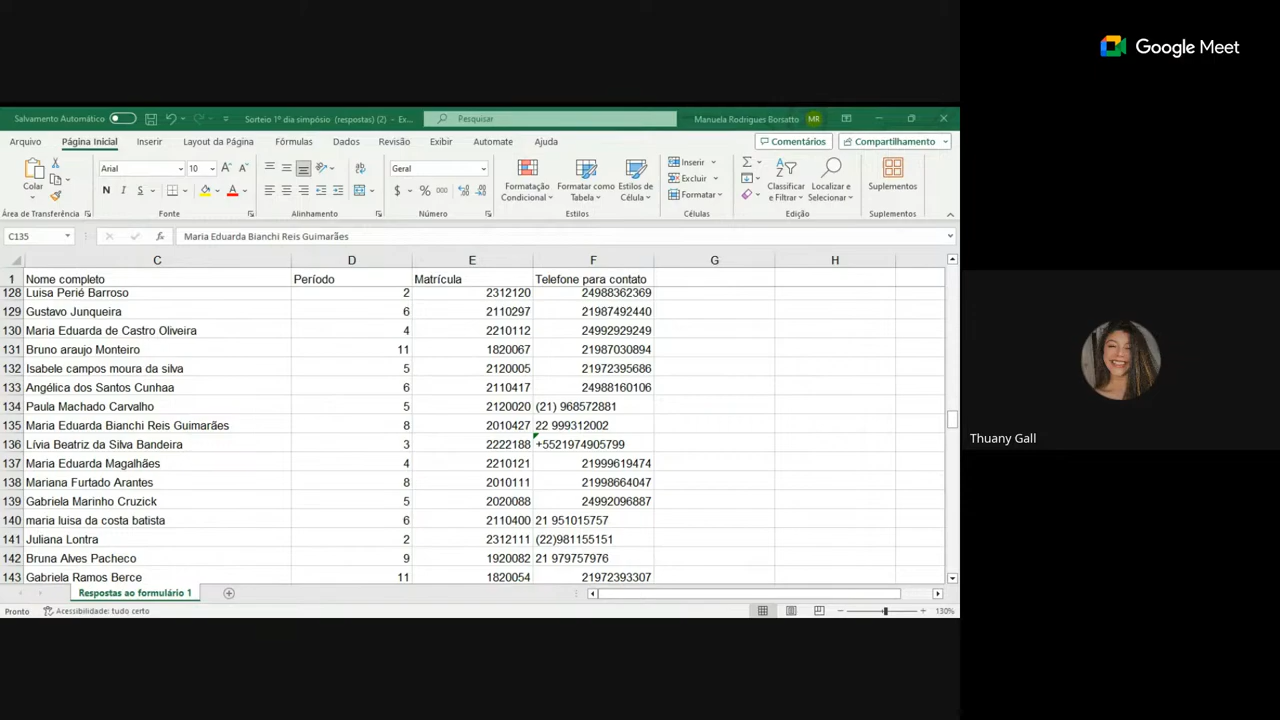 Google Meet
Salvamento Automático Sorteio 1º dia simpósio (respostas) (2) - Ex... Pesquisar Manuela Rodrigues Borsatto MR
Arquivo Página Inicial Inserir Layout da Página Fórmulas Dados Revisão Exibir Automate Ajuda Comentários Compartilhamento
Colar Arial 10 Geral Formatação Condicional Formatar como Tabela Estilos de Célula Inserir Excluir Formatar Classificar e Filtrar Localizar e Selecionar Suplementos
N I S $ % 000
Área de Transferência Fonte Alinhamento Número Estilos Células Edição Suplementos
C135 fx Maria Eduarda Bianchi Reis Guimarães
C D E F G H
1 Nome completo Período Matrícula Telefone para contato
128 Luisa Perié Barroso 2 2312120 24988362369
129 Gustavo Junqueira 6 2110297 21987492440
130 Maria Eduarda de Castro Oliveira 4 2210112 24992929249
131 Bruno araujo Monteiro 11 1820067 21987030894
132 Isabele campos moura da silva 5 2120005 21972395686
133 Angélica dos Santos Cunhaa 6 2110417 24988160106
134 Paula Machado Carvalho 5 2120020 (21) 968572881
135 Maria Eduarda Bianchi Reis Guimarães 8 2010427 22 999312002
136 Lívia Beatriz da Silva Bandeira 3 2222188 +5521974905799
137 Maria Eduarda Magalhães 4 2210121 21999619474
138 Mariana Furtado Arantes 8 2010111 21998664047
139 Gabriela Marinho Cruzick 5 2020088 24992096887
140 maria luisa da costa batista 6 2110400 21 951015757
141 Juliana Lontra 2 2312111 (22)981155151
142 Bruna Alves Pacheco 9 1920082 21 979757976
143 Gabriela Ramos Berce 11 1820054 21972393307
Respostas ao formulário 1
Pronto Acessibilidade: tudo certo 130%
Thuany Gall